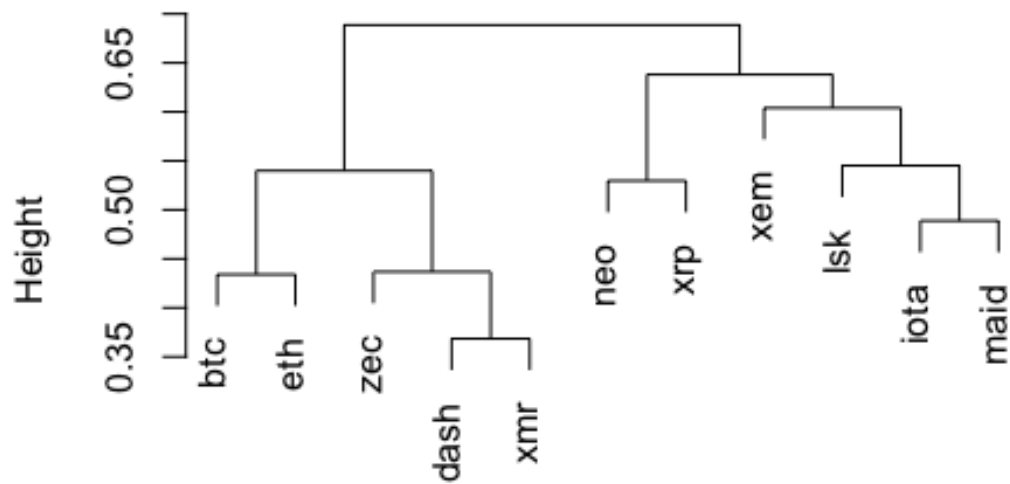 Height
0.65
0.50
0.35
btc
eth
zec
dash
xmr
neo
xrp
xem
lsk
iota
maid